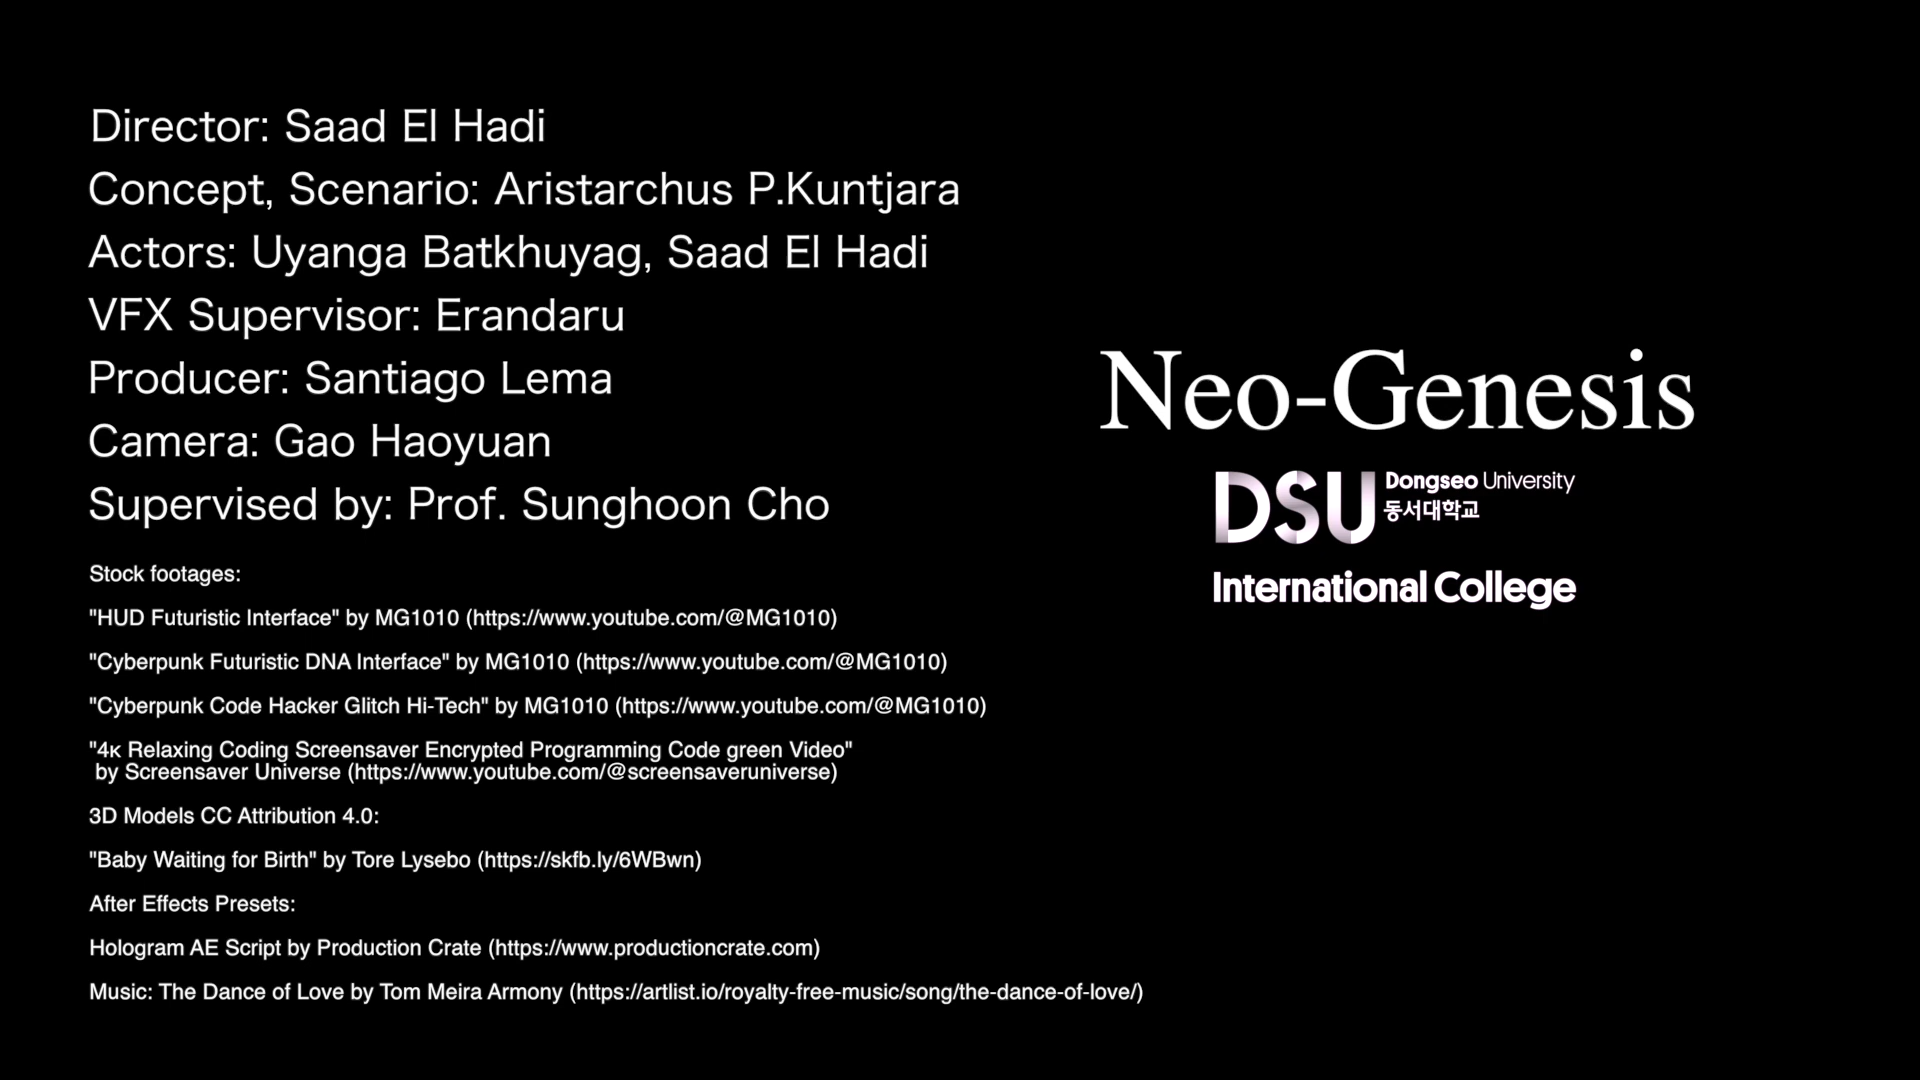 Director: Saad El Hadi
Concept, Scenario: Aristarchus P.Kuntjara
Actors: Uyanga Batkhuyag, Saad El Hadi
VFX Supervisor: Erandaru
Producer: Santiago Lema
Camera: Gao Haoyuan
Supervised by: Prof. Sunghoon Cho
Stock footages:
"HUD Futuristic Interface" by MG1010 (https://www.youtube.com/@MG1010)
"Cyberpunk Futuristic DNA Interface" by MG1010 (https://www.youtube.com/@MG1010)
"Cyberpunk Code Hacker Glitch Hi-Tech" by MG1010 (https://www.youtube.com/@MG1010)
"4ĸ Relaxing Coding Screensaver Encrypted Programming Code green Video"
by Screensaver Universe (https://www.youtube.com/@screensaveruniverse)
3D Models CC Attribution 4.0:
"Baby Waiting for Birth" by Tore Lysebo (https://skfb.ly/6WBwn)
After Effects Presets:
Hologram AE Script by Production Crate (https://www.productioncrate.com)
Music: The Dance of Love by Tom Meira Armony (https://artlist.io/royalty-free-music/song/the-dance-of-love/)
Neo-Genesis
DSU Dongseo University
동서대학교
International College